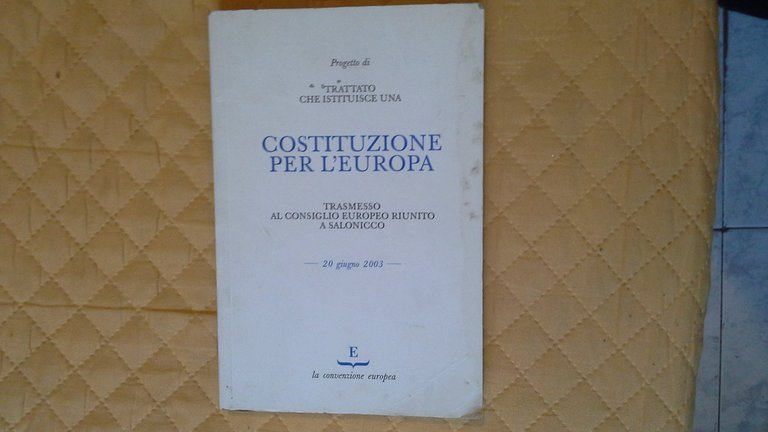 Progetto di
TRATTATO
CHE ISTITUISCE UNA
COSTITUZIONE
PER L'EUROPA
TRASMESSO
AL CONSIGLIO EUROPEO RIUNITO
A SALONICCO
20 giugno 2003
E
la convenzione europea